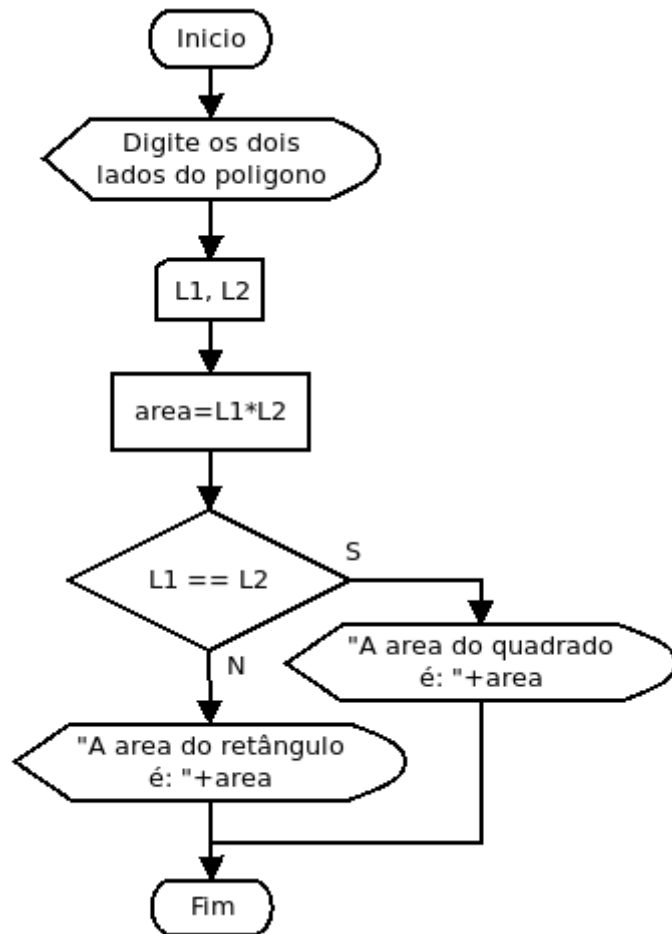 Inicio
Digite os dois
lados do poligono
L1, L2
area=L1*L2
L1 == L2
S
"A area do quadrado
é: "+area
N
"A area do retângulo
é: "+area
Fim